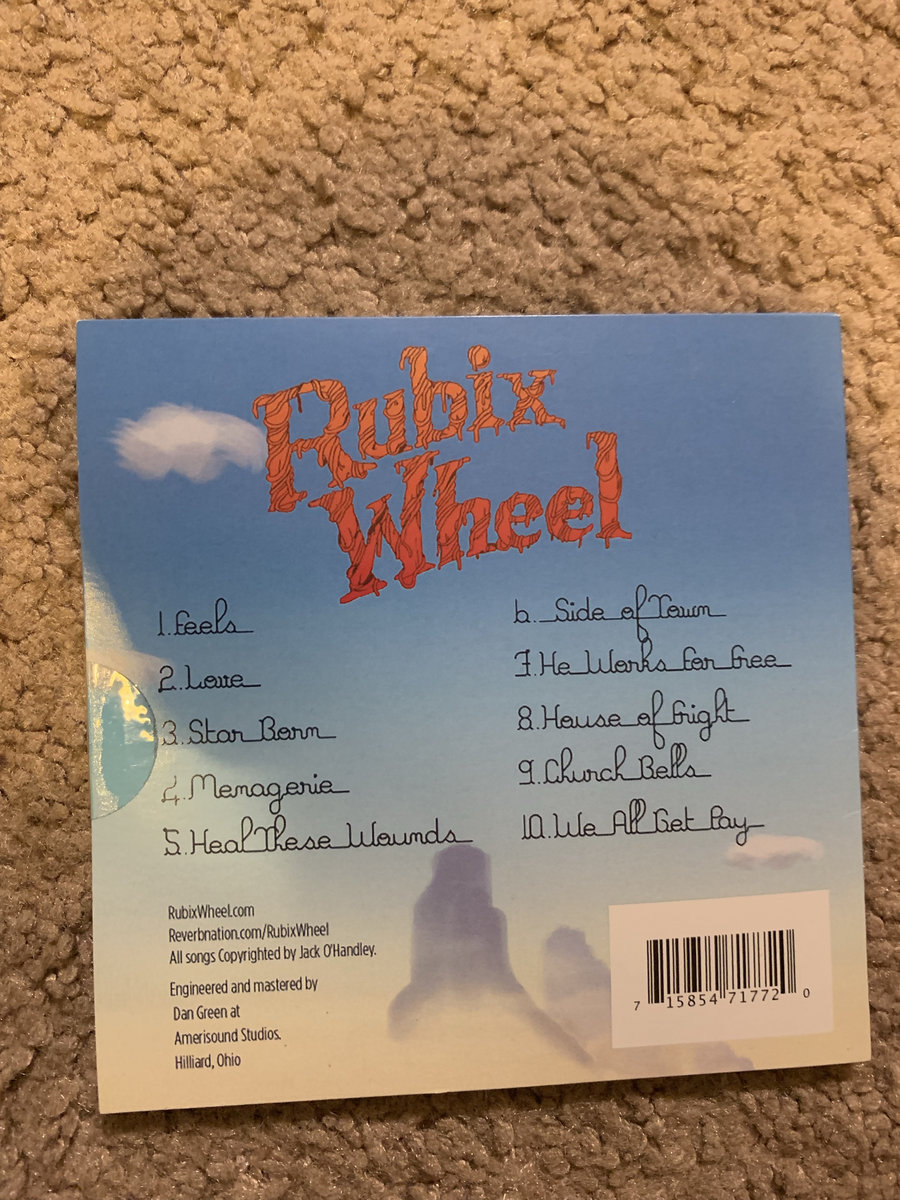 Rubix
Wheel
1. Feels
2. Love
3. Star Born
4. Menagerie
5. Heal These Wounds
6. Side of Town
7. He Works for Free
8. House of Fright
9. Church Bells
10. We All Get Pay
RubixWheel.com
Reverbnation.com/RubixWheel
All songs Copyrighted by Jack O'Handley.
Engineered and mastered by
Dan Green at
Amerisound Studios.
Hilliard, Ohio
7 15854 71772 0